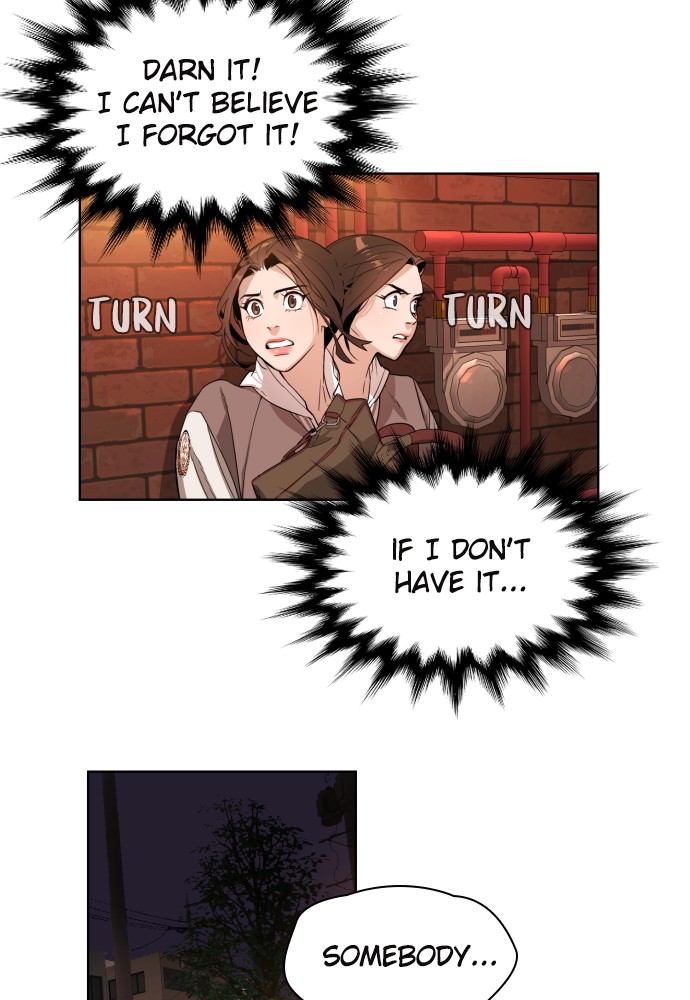 DARN IT!
I CAN'T BELIEVE
I FORGOT IT!
TURN
TURN
IF I DON'T
HAVE IT...
SOMEBODY...